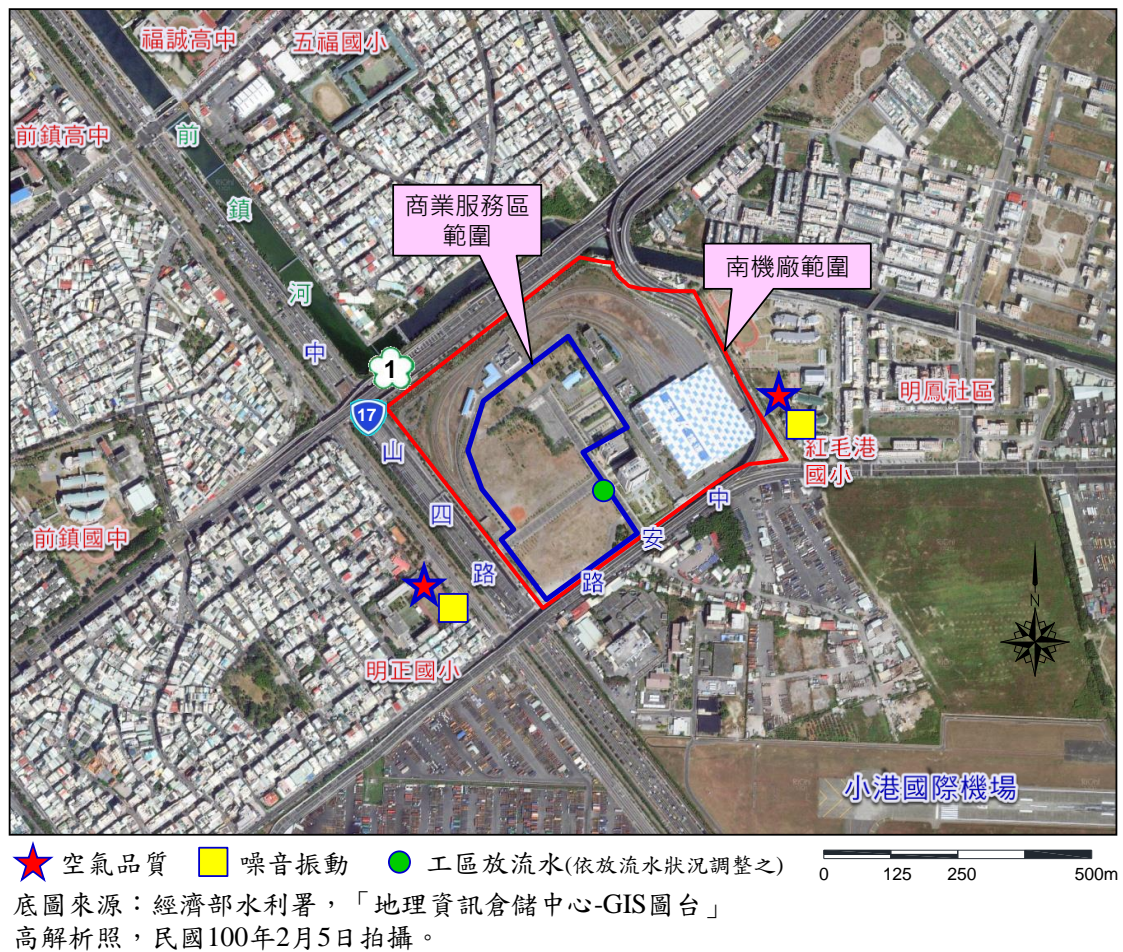 福誠高中
五福國小
前鎮高中
前鎮河
商業服務區
範圍
南機廠範圍
1
17
中山四路
明鳳社區
紅毛港
國小
中安路
前鎮國中
明正國小
N
小港國際機場
空氣品質 噪音振動 工區放流水(依放流水狀況調整之)
0 125 250 500m
底圖來源：經濟部水利署，「地理資訊倉儲中心-GIS圖台」
高解析照，民國100年2月5日拍攝。